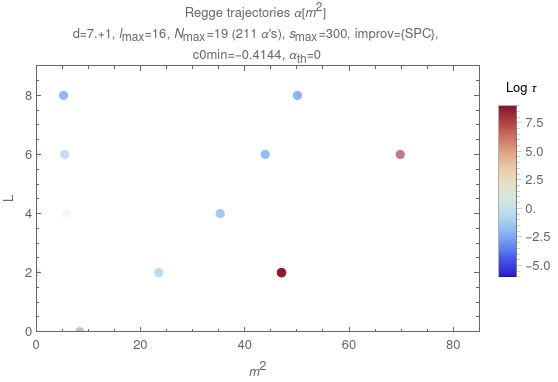 Regge trajectories α[m²]
d=7.+1, lmax=16, Nmax=19 (211 α's), smax=300, improv={SPC},
c0min=-0.4144, αth=0
Log τ
8
7.5
6
5.0
L
2.5
4
0.
2
-2.5
-5.0
0
0 20 40 60 80
m²